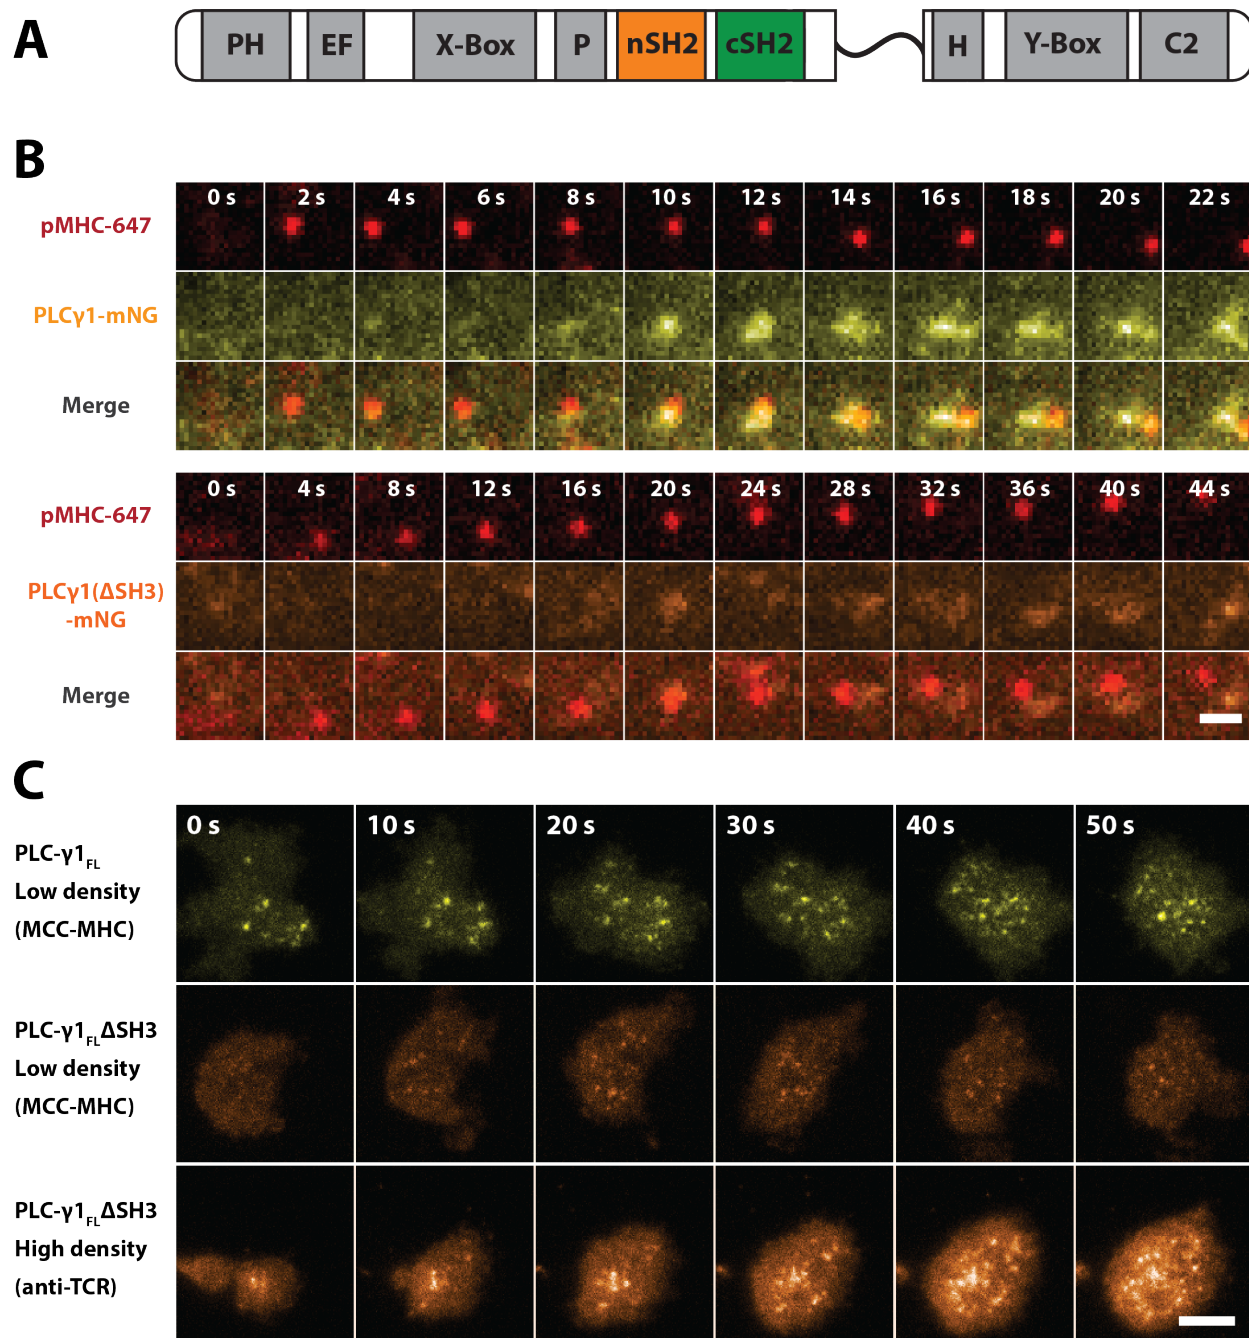 A
PH EF X-Box P nSH2 cSH2 H Y-Box C2
B
0 s 2 s 4 s 6 s 8 s 10 s 12 s 14 s 16 s 18 s 20 s 22 s
pMHC-647
PLCγ1-mNG
Merge
0 s 4 s 8 s 12 s 16 s 20 s 24 s 28 s 32 s 36 s 40 s 44 s
pMHC-647
PLCγ1(ΔSH3)
-mNG
Merge
C
0 s 10 s 20 s 30 s 40 s 50 s
PLC-γ1FL
Low density
(MCC-MHC)
PLC-γ1FLΔSH3
Low density
(MCC-MHC)
PLC-γ1FLΔSH3
High density
(anti-TCR)